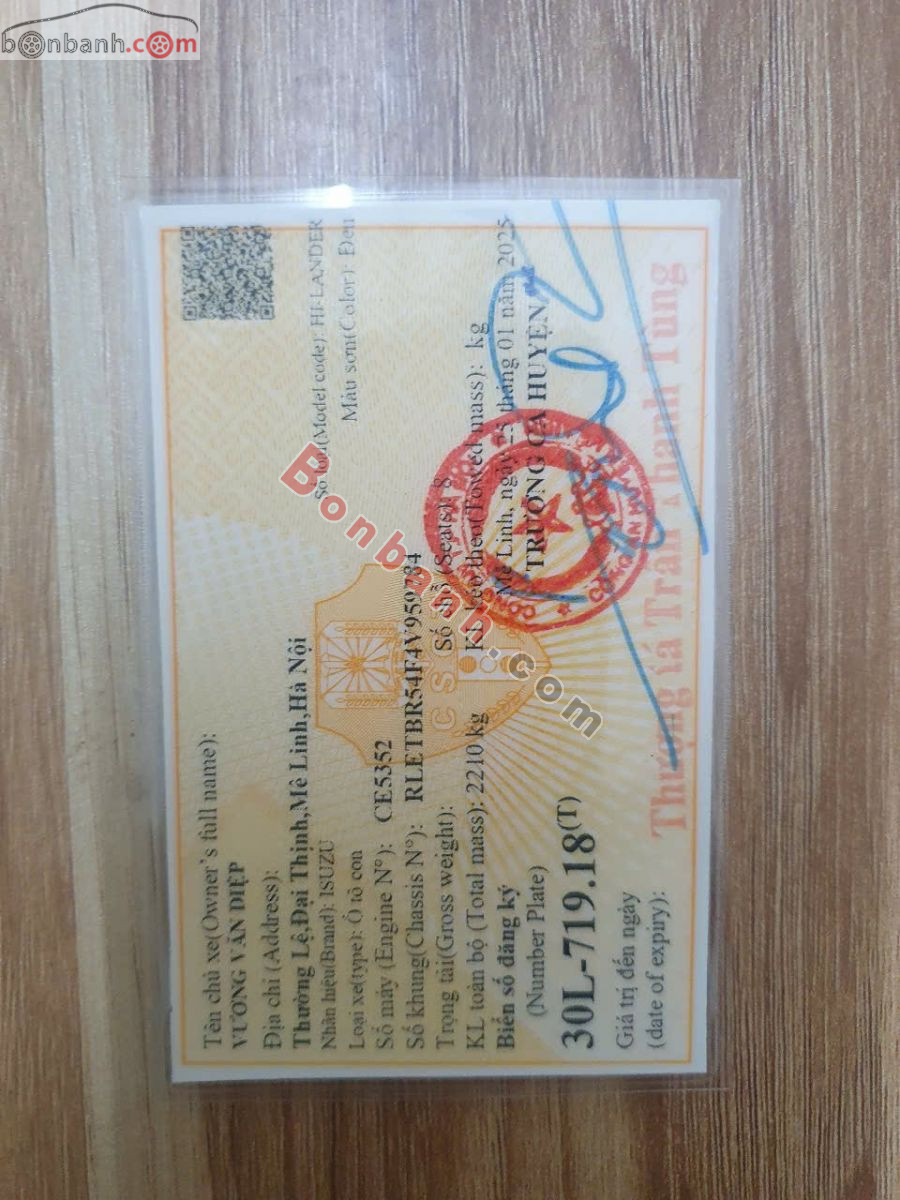 bonbanh.com
Tên chủ xe(Owner's full name):
VƯƠNG VĂN DIỆP
Địa chỉ (Address):
Thường Lệ,Đại Thịnh,Mê Linh,Hà Nội
Nhãn hiệu(Brand): ISUZU Số loại(Model code): HI-LANDER
Loại xe(type): Ô tô con Màu sơn(Color): Đen
Số máy (Engine N°): CE5352
Số khung(Chassis N°): RLETBR54F4V959784
Trọng tải(Gross weight): Số chỗ (Seats): 8
KL toàn bộ (Total mass): 2210 kg KL kéo theo(Towed mass): kg
Biển số đăng ký Mê Linh, ngày 25 tháng 01 năm 2025
(Number Plate) TRƯỞNG CA HUYỆN
30L-719.18(T)
Giá trị đến ngày
(date of expiry):
Thượng tá Trần Thanh Tùng
CSGT
Bonbanh.com